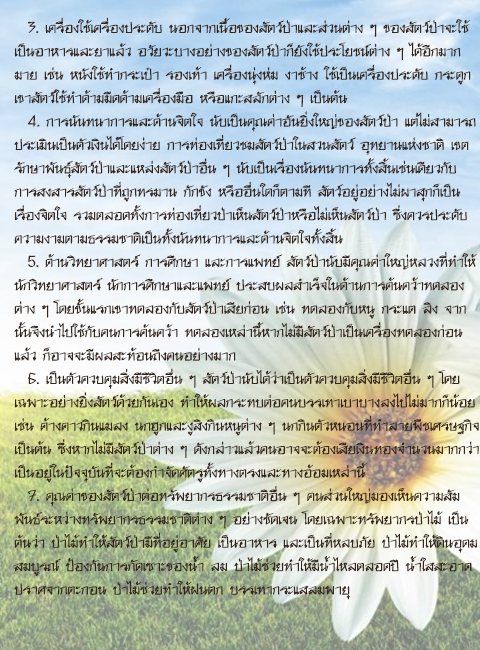 3. เครื่องใช้เครื่องประดับ นอกจากเนื้อของสัตว์ป่าและส่วนต่าง ๆ ของสัตว์ป่าจะใช้
เป็นอาหารและยาแล้ว อวัยวะบางอย่างของสัตว์ป่าก็ยังใช้ประโยชน์ต่าง ๆ ได้อีกมาก
มาย เช่น หนังใช้ทำกระเป๋า รองเท้า เครื่องนุ่งห่ม งาช้าง ใช้เป็นเครื่องประดับ กระดูก
เขาสัตว์ใช้ทำด้ามมีดด้ามเครื่องมือ หรือแกะสลักต่าง ๆ เป็นต้น
4. การนันทนาการและด้านจิตใจ นับเป็นคุณค่าอันยิ่งใหญ่ของสัตว์ป่า แต่ไม่สามารถ
ประเมินเป็นตัวเงินได้โดยง่าย การท่องเที่ยวชมสัตว์ป่าในสวนสัตว์ อุทยานแห่งชาติ เขต
รักษาพันธุ์สัตว์ป่าและแหล่งสัตว์ป่าอื่น ๆ นับเป็นเรื่องนันทนาการทั้งสิ้นเช่นเดียวกับ
การสงสารสัตว์ป่าที่ถูกทรมาน กักขัง หรืออื่นใดก็ตามที่ สัตว์อยู่อย่างไม่ผาสุกก็เป็น
เรื่องจิตใจ รวมตลอดทั้งการท่องเที่ยวป่าเห็นสัตว์ป่าหรือไม่เห็นสัตว์ป่า ซึ่งควรประดับ
ความงามตามธรรมชาติเป็นทั้งนันทนาการและด้านจิตใจทั้งสิ้น
5. ด้านวิทยาศาสตร์ การศึกษา และการแพทย์ สัตว์ป่านับมีคุณค่าใหญ่หลวงที่ทำให้
นักวิทยาศาสตร์ นักการศึกษาและแพทย์ ประสบผลสำเร็จในด้านการค้นคว้าทดลอง
ต่าง ๆ โดยชั้นแรกเขาทดลองกับสัตว์ป่าเสียก่อน เช่น ทดลองกับหนู กระแต ลิง จาก
นั้นจึงนำไปใช้กับคนการค้นคว้า ทดลองเหล่านี้หากไม่มีสัตว์ป่าเป็นเครื่องทดลองก่อน
แล้ว ก็อาจจะมีผลสะท้อนถึงคนอย่างมาก
6. เป็นตัวควบคุมสิ่งมีชีวิตอื่น ๆ สัตว์ป่านับได้ว่าเป็นตัวควบคุมสิ่งมีชีวิตอื่น ๆ โดย
เฉพาะอย่างยิ่งสัตว์ด้วยกันเอง ทำให้ผลกระทบต่อคนบรรเทาเบาบางลงไปไม่มากก็น้อย
เช่น ค้างคาวกินแมลง นกฮูกและงูสิงกินหนูต่าง ๆ นกกินตัวหนอนที่ทำลายพืชเศรษฐกิจ
เป็นต้น ซึ่งหากไม่มีสัตว์ป่าต่าง ๆ ดังกล่าวแล้วคนอาจจะต้องเสียเงินทองจำนวนมากกว่า
เป็นอยู่ในปัจจุบันที่จะต้องกำจัดศัตรูทั้งทางตรงและทางอ้อมเหล่านี้
7. คุณค่าของสัตว์ป่าต่อทรัพยากรธรรมชาติอื่น ๆ คนส่วนใหญ่มองเห็นความสัม
พันธ์ระหว่างทรัพยากรธรรมชาติต่าง ๆ อย่างชัดเจน โดยเฉพาะทรัพยากรป่าไม้ เป็น
ต้นว่า ป่าไม้ทำให้สัตว์ป่ามีที่อยู่อาศัย เป็นอาหาร และเป็นที่หลบภัย ป่าไม้ทำให้ดินอุดม
สมบูรณ์ ป้องกันการกัดเซาะของน้ำ ลม ป่าไม้ช่วยทำให้มีน้ำไหลตลอดปี น้ำใสสะอาด
ปราศจากตะกอน ป่าไม้ช่วยทำให้ฝนตก บรรเทากระแสลมพายุ